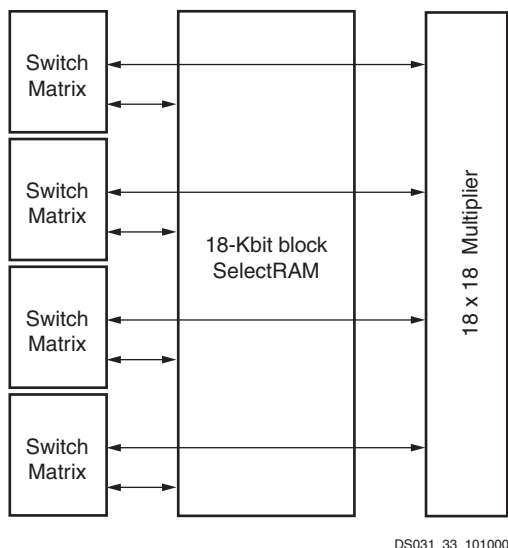 Switch
Matrix
Switch
Matrix
18-Kbit block
SelectRAM
18 x 18 Multiplier
Switch
Matrix
Switch
Matrix
DS031_33_101000